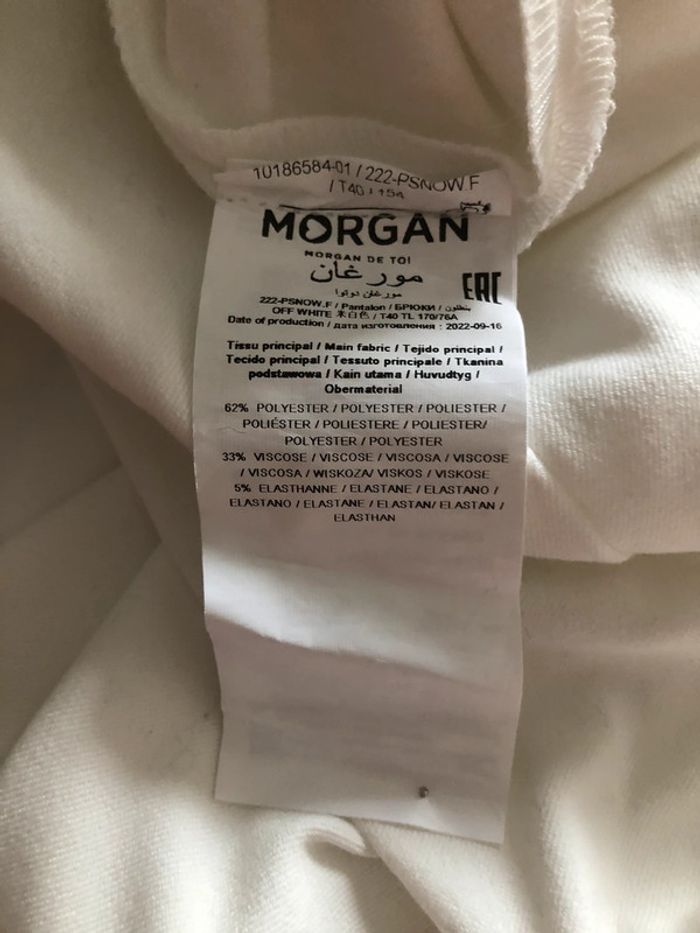 10186584-01 / 222-PSNOW.F
/ T40 / 154
MORGAN
MORGAN DE TOI
مورغان
مورغان دوتوا
EAC
222-PSNOW.F / Pantalon / БРЮКИ / بنطلون
OFF WHITE 米白色 / T40 TL 170/76A
Date of production / дата изготовления : 2022-09-16
Tissu principal / Main fabric / Tejido principal /
Tecido principal / Tessuto principale / Tkanina
podstawowa / Kain utama / Huvudtyg /
Obermaterial
62% POLYESTER / POLYESTER / POLIESTER /
POLIÉSTER / POLIESTERE / POLIESTER/
POLYESTER / POLYESTER
33% VISCOSE / VISCOSE / VISCOSA / VISCOSE
/ VISCOSA / WISKOZA/ VISKOS / VISKOSE
5% ELASTHANNE / ELASTANE / ELASTANO /
ELASTANO / ELASTANE / ELASTAN/ ELASTAN /
ELASTHAN